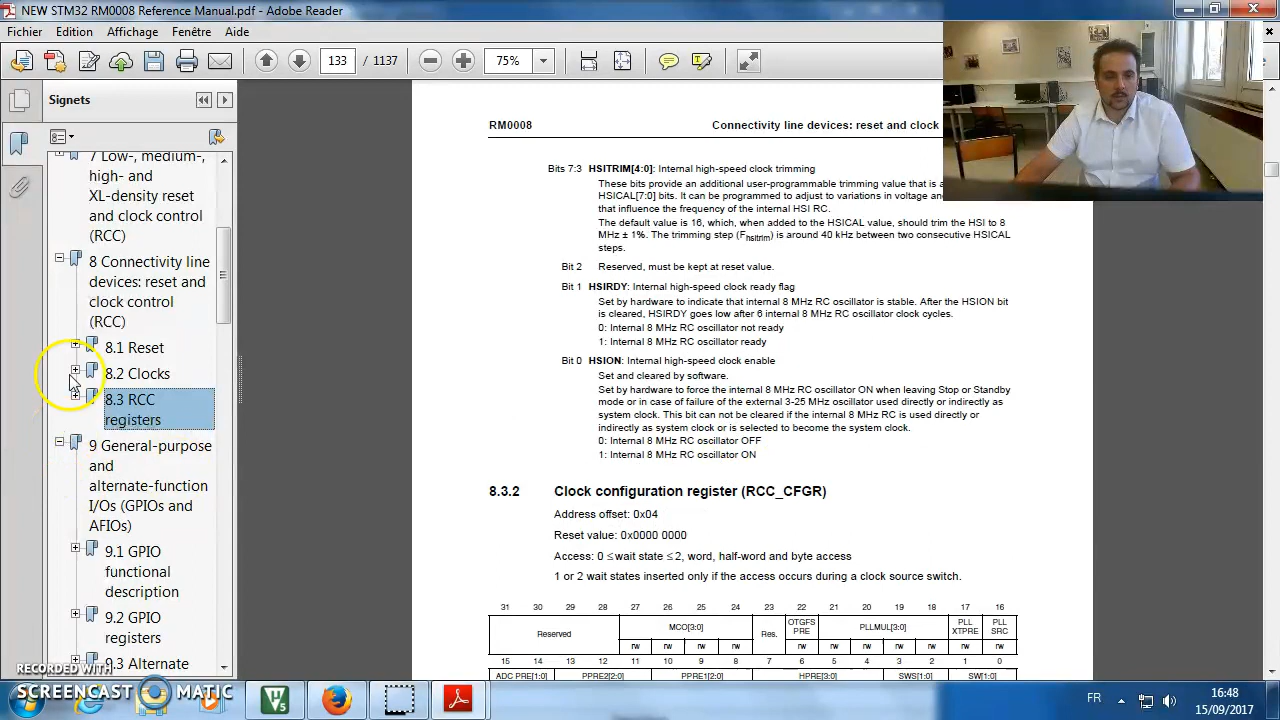 NEW STM32 RM0008 Reference Manual.pdf - Adobe Reader
Fichier Edition Affichage Fenêtre Aide
133 / 1137 75%
Signets
7 Low-, medium-,
high- and
XL-density reset
and clock control
(RCC)
8 Connectivity line
devices: reset and
clock control
(RCC)
8.1 Reset
8.2 Clocks
8.3 RCC
registers
9 General-purpose
and
alternate-function
I/Os (GPIOs and
AFIOs)
9.1 GPIO
functional
description
9.2 GPIO
registers
9.3 Alternate
RM0008 Connectivity line devices: reset and clock
Bits 7:3 HSITRIM[4:0]: Internal high-speed clock trimming
These bits provide an additional user-programmable trimming value that is a
HSICAL[7:0] bits. It can be programmed to adjust to variations in voltage and
that influence the frequency of the internal HSI RC.
The default value is 16, which, when added to the HSICAL value, should trim the HSI to 8
MHz ± 1%. The trimming step (Fhsitrim) is around 40 kHz between two consecutive HSICAL
steps.
Bit 2 Reserved, must be kept at reset value.
Bit 1 HSIRDY: Internal high-speed clock ready flag
Set by hardware to indicate that internal 8 MHz RC oscillator is stable. After the HSION bit
is cleared, HSIRDY goes low after 6 internal 8 MHz RC oscillator clock cycles.
0: Internal 8 MHz RC oscillator not ready
1: Internal 8 MHz RC oscillator ready
Bit 0 HSION: Internal high-speed clock enable
Set and cleared by software.
Set by hardware to force the internal 8 MHz RC oscillator ON when leaving Stop or Standby
mode or in case of failure of the external 3-25 MHz oscillator used directly or indirectly as
system clock. This bit can not be cleared if the internal 8 MHz RC is used directly or
indirectly as system clock or is selected to become the system clock.
0: Internal 8 MHz RC oscillator OFF
1: Internal 8 MHz RC oscillator ON
8.3.2 Clock configuration register (RCC_CFGR)
Address offset: 0x04
Reset value: 0x0000 0000
Access: 0 ≤wait state ≤2, word, half-word and byte access
1 or 2 wait states inserted only if the access occurs during a clock source switch.
31 30 29 28 27 26 25 24 23 22 21 20 19 18 17 16
Reserved MCO[3:0] Res. OTGFS PRE PLLMUL[3:0] PLL XTPRE PLL SRC
rw rw rw rw rw rw rw rw rw rw rw
15 14 13 12 11 10 9 8 7 6 5 4 3 2 1 0
ADC PRE[1:0] PPRE2[2:0] PPRE1[2:0] HPRE[3:0] SWS[1:0] SW[1:0]
RECORDED WITH
SCREENCAST MATIC
FR
16:48
15/09/2017